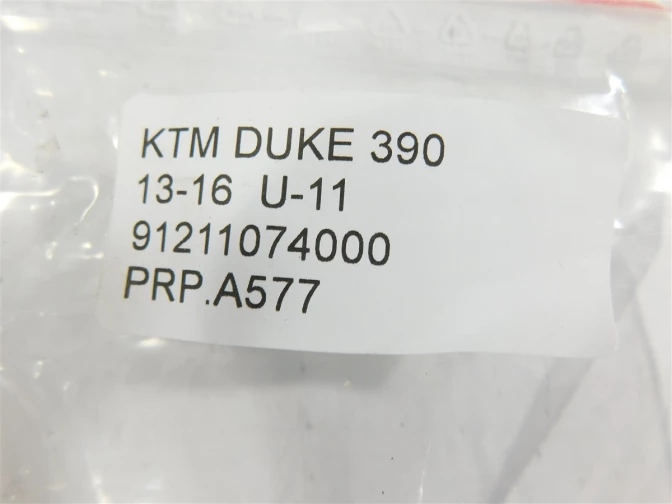 KTM DUKE 390
13-16 U-11
91211074000
PRP.A577